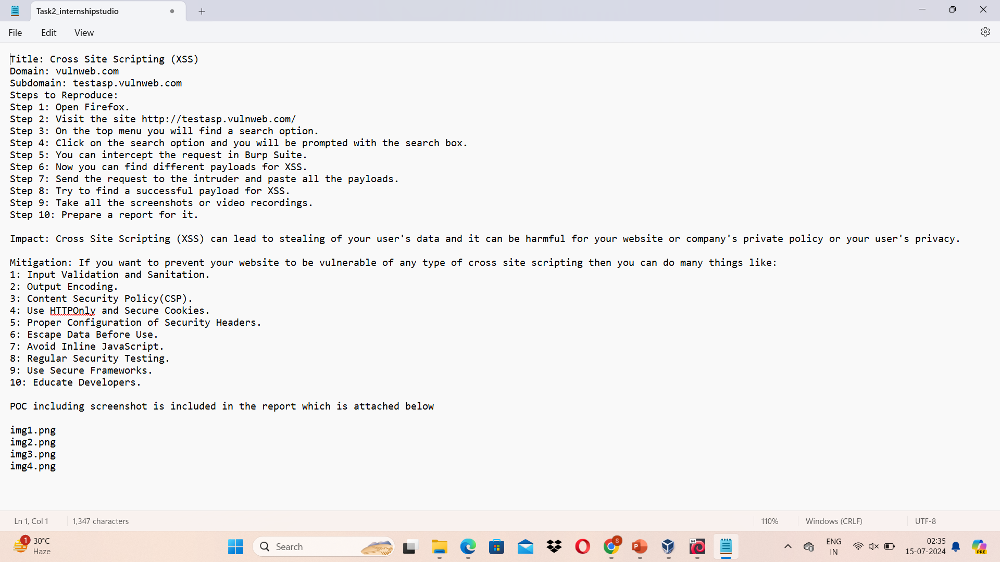 Task2_internshipstudio
File Edit View
Title: Cross Site Scripting (XSS)
Domain: vulnweb.com
Subdomain: testasp.vulnweb.com
Steps to Reproduce:
Step 1: Open Firefox.
Step 2: Visit the site http://testasp.vulnweb.com/
Step 3: On the top menu you will find a search option.
Step 4: Click on the search option and you will be prompted with the search box.
Step 5: You can intercept the request in Burp Suite.
Step 6: Now you can find different payloads for XSS.
Step 7: Send the request to the intruder and paste all the payloads.
Step 8: Try to find a successful payload for XSS.
Step 9: Take all the screenshots or video recordings.
Step 10: Prepare a report for it.
Impact: Cross Site Scripting (XSS) can lead to stealing of your user's data and it can be harmful for your website or company's private policy or your user's privacy.
Mitigation: If you want to prevent your website to be vulnerable of any type of cross site scripting then you can do many things like:
1: Input Validation and Sanitation.
2: Output Encoding.
3: Content Security Policy(CSP).
4: Use HTTPOnly and Secure Cookies.
5: Proper Configuration of Security Headers.
6: Escape Data Before Use.
7: Avoid Inline JavaScript.
8: Regular Security Testing.
9: Use Secure Frameworks.
10: Educate Developers.
POC including screenshot is included in the report which is attached below
img1.png
img2.png
img3.png
img4.png
Ln 1, Col 1 1,347 characters 110% Windows (CRLF) UTF-8
1 30°C
Haze
Search
S
P
64
ENG
IN
02:35
15-07-2024
PRE